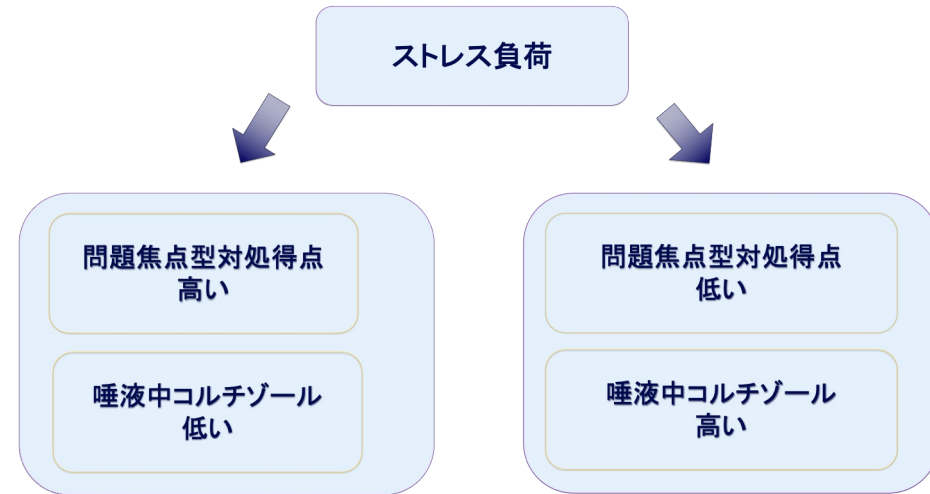 ストレス負荷
問題焦点型対処得点
高い
唾液中コルチゾール
低い
問題焦点型対処得点
低い
唾液中コルチゾール
高い